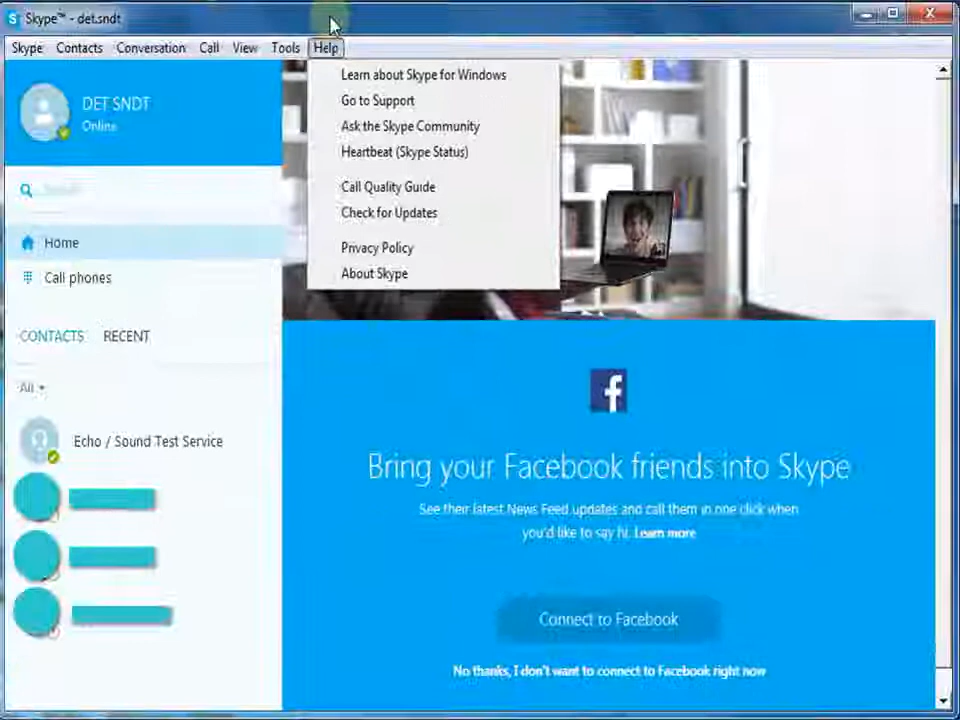 Skype™ - det.sndt
Skype Contacts Conversation Call View Tools Help
Learn about Skype for Windows
Go to Support
Ask the Skype Community
Heartbeat (Skype Status)
Call Quality Guide
Check for Updates
Privacy Policy
About Skype
DET SNDT
Online
Search
Home
Call phones
CONTACTS RECENT
All
Echo / Sound Test Service
Bring your Facebook friends into Skype
See their latest News Feed updates and call them in one click when
you'd like to say hi. Learn more
Connect to Facebook
No thanks, I don't want to connect to Facebook right now